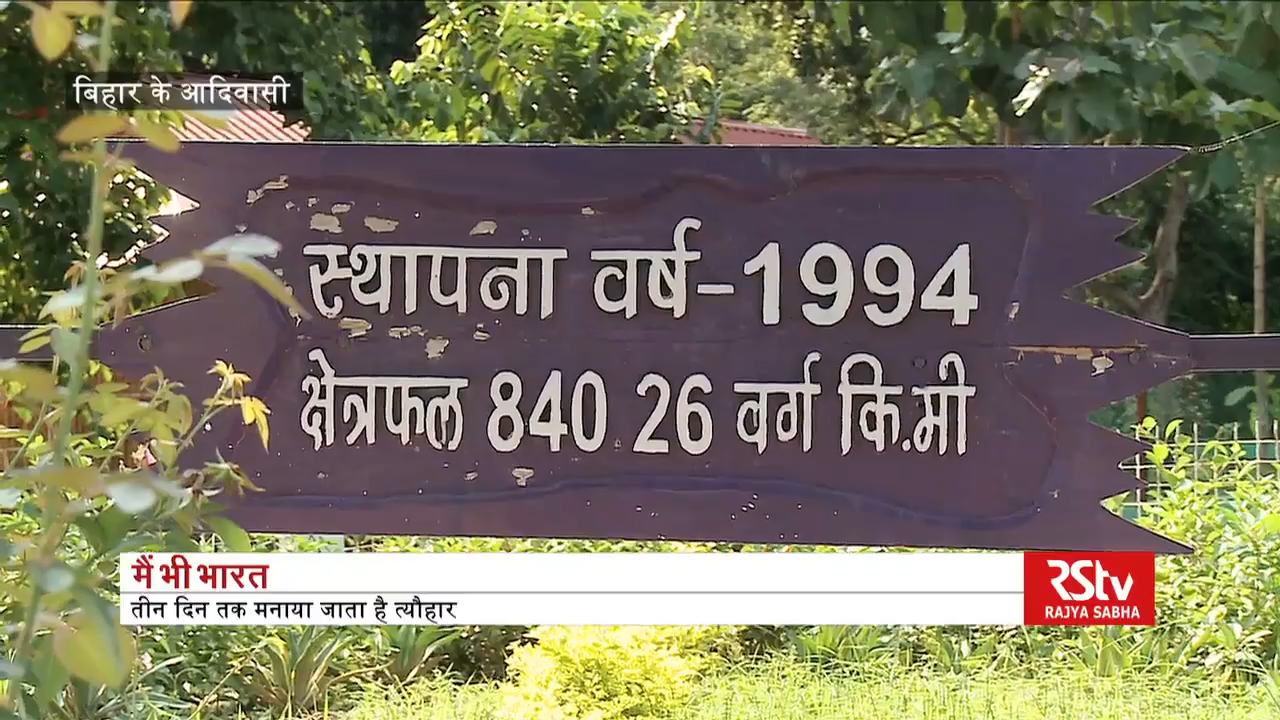 बिहार के आदिवासी
स्थापना वर्ष-1994
क्षेत्रफल 840 26 वर्ग कि.मी
मैं भी भारत
तीन दिन तक मनाया जाता है त्यौहार
RSTV
RAJYA SABHA